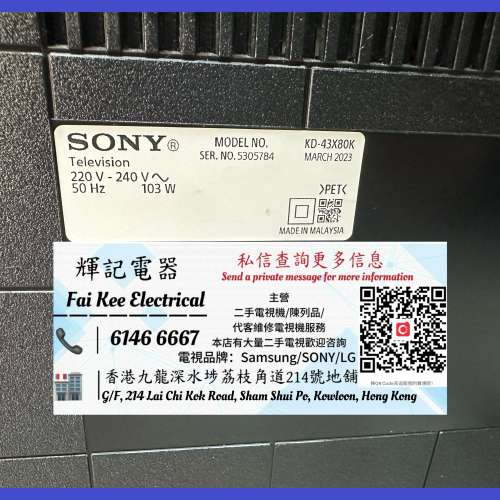 SONY®
Television
220 V - 240 V～
50 Hz 103 W
MODEL NO. KD-43X80K
SER. NO. 5305784 MARCH 2023
>PET<
MADE IN MALAYSIA
輝記電器
Fai Kee Electrical
6146 6667
私信查詢更多信息
Send a private message for more information
主營
二手電視機/陳列品/
代客維修電視機服務
本店有大量二手電視歡迎咨詢
電視品牌：Samsung/SONY/LG
香港九龍深水埗荔枝角道214號地舖
G/F, 214 Lai Chi Kok Road, Sham Shui Po, Kowloon, Hong Kong